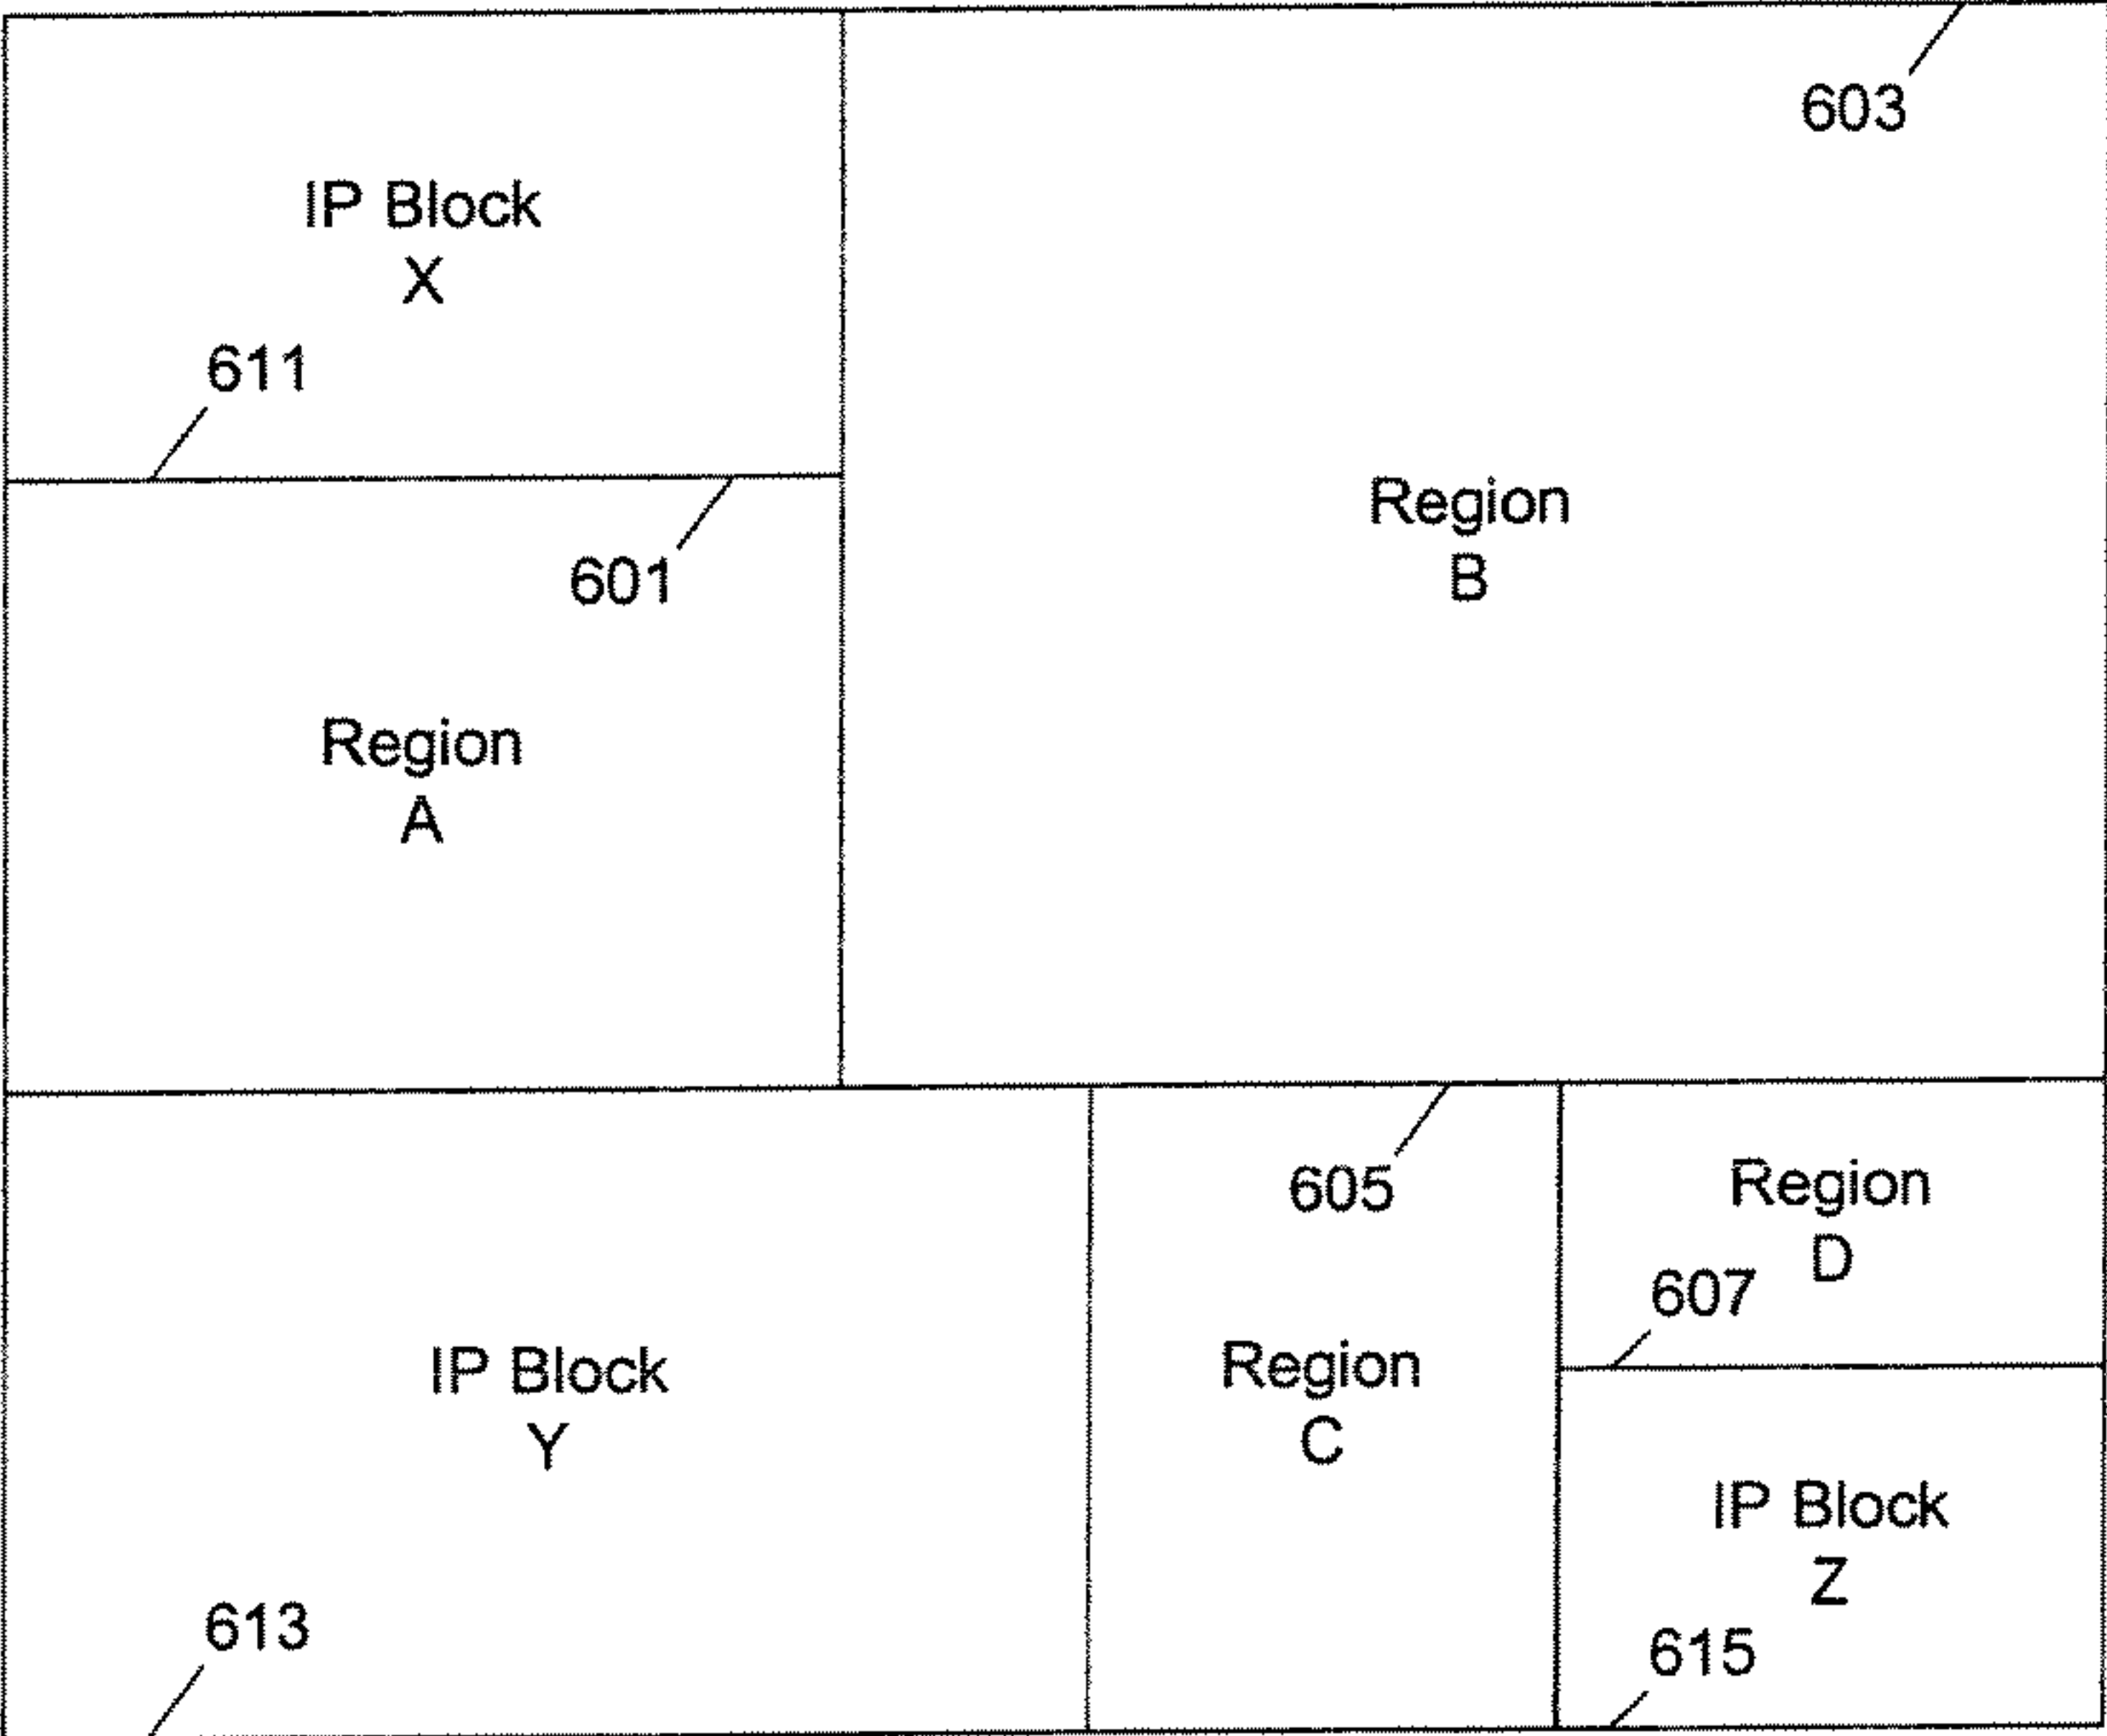 603
IP Block
X
611
601
Region
B
Region
A
605
Region
D
607
IP Block
Y
Region
C
IP Block
Z
613
615